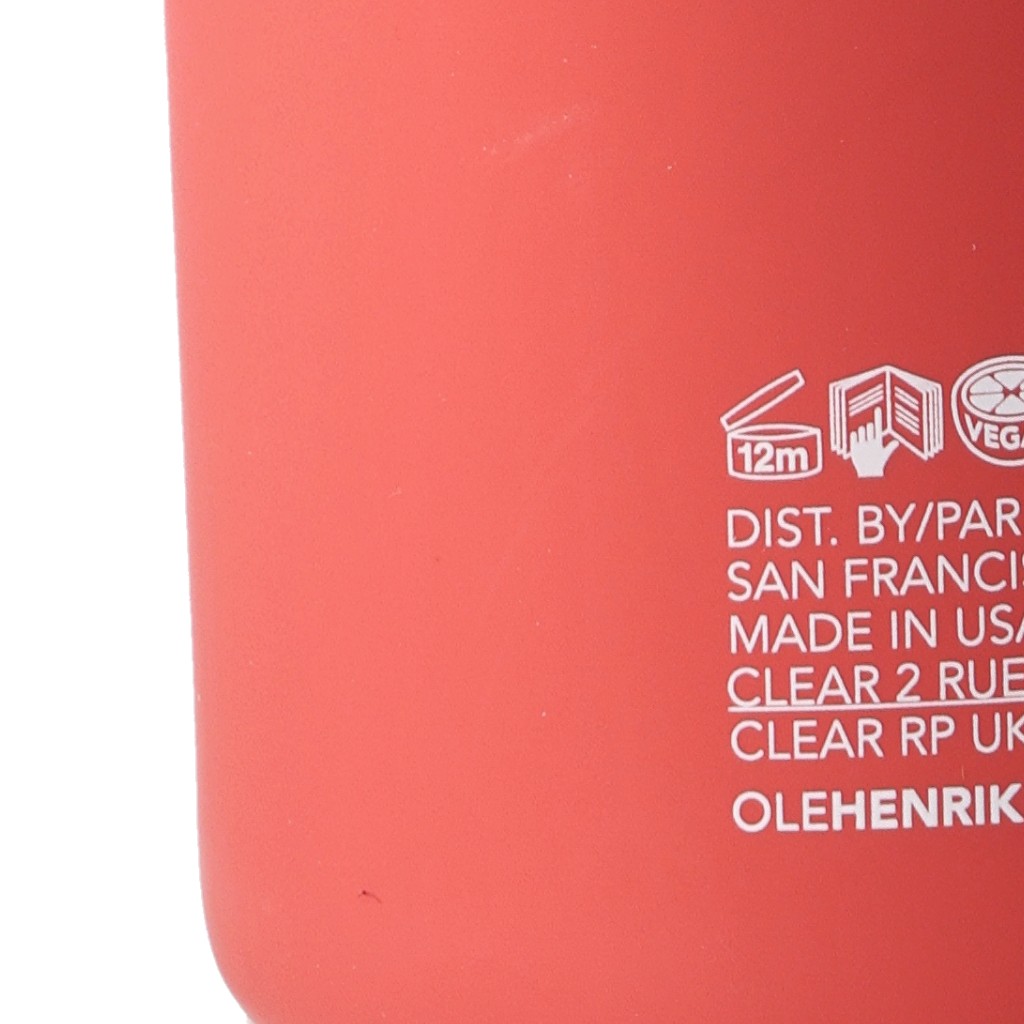 12m
VEGA
DIST. BY/PAR
SAN FRANCIS
MADE IN USA
CLEAR 2 RUE
CLEAR RP UK
OLEHENRIK